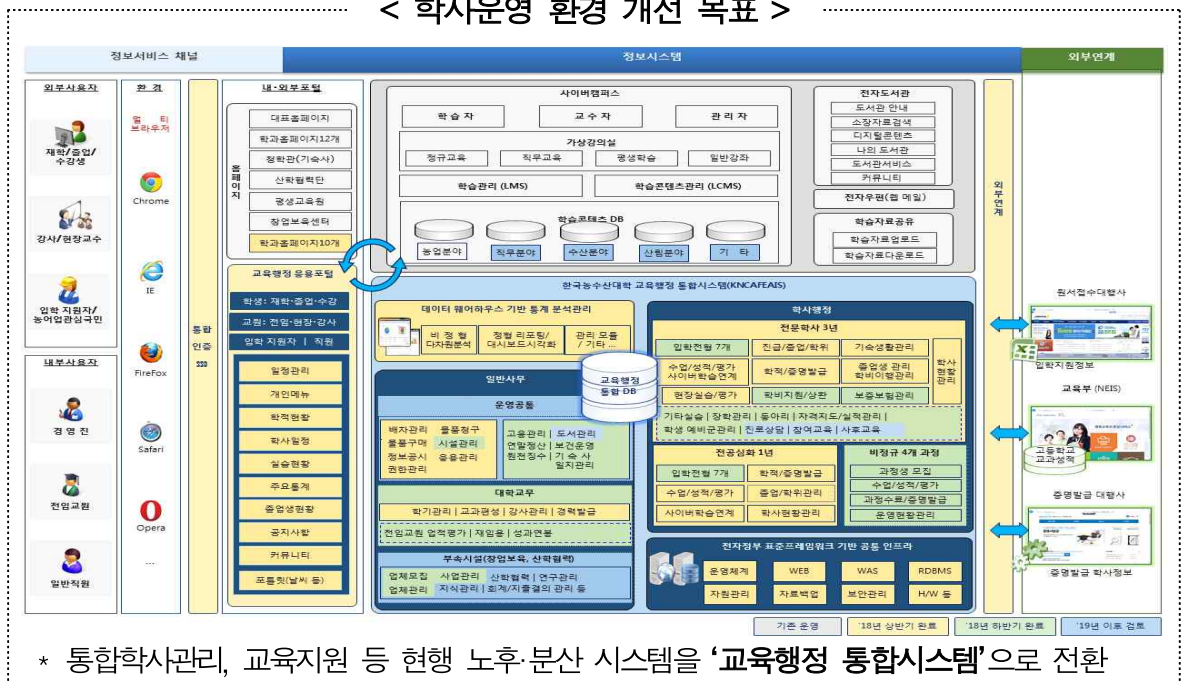 < 학사운영 환경 개선 목표 >
정보서비스 채널
정보시스템
외부연계
외부사용자
재학/졸업/
수강생
강사/현장교수
입학 지원자/
농어업관심국민
내부사용자
경 영 진
전임교원
일반직원
환 경
멀 티
브라우저
Chrome
IE
FireFox
Safari
Opera
...
통합
인증
SSO
내·외부포털
홈페이지
대표홈페이지
학과홈페이지12개
청학관(기숙사)
산학협력단
평생교육원
창업보육센터
학과홈페이지10개
교육행정 응용포털
학생: 재학·졸업·수강
교원: 전임·현장·강사
입학 지원자 | 직원
일정관리
개인메뉴
학적현황
학사일정
실습현황
주요통계
졸업생현황
공지사항
커뮤니티
포틀릿(날씨 등)
사이버캠퍼스
학 습 자
교 수 자
관 리 자
가상강의실
정규교육
직무교육
평생학습
일반강좌
학습관리 (LMS)
학습콘텐츠관리 (LCMS)
학습콘텐츠 DB
농업분야
직무분야
수산분야
산림분야
기 타
전자도서관
도서관 안내
소장자료검색
디지털콘텐츠
나의 도서관
도서관서비스
커뮤니티
전자우편(웹 메일)
학습자료공유
학습자료업로드
학습자료다운로드
한국농수산대학 교육행정 통합시스템(KNCAFEAIS)
데이터 웨어하우스 기반 통계 분석관리
비 정 형
다차원분석
정형 리포팅/
대시보드시각화
관리 모듈
/ 기타 ...
교육행정
통합 DB
일반사무
운영공통
배자관리 물품청구
물품구매 시설관리
정보공시 응용관리
권한관리
고용관리 | 도서관리
연말정산 | 보건운영
원천징수 | 기 숙 사
일지관리
대학교무
학기관리 | 교과편성 | 강사관리 | 경력발급
전임교원 업적평가 | 재임용 | 성과연봉
부속시설(창업보육, 산학협력)
업체모집 사업관리 산학협력 | 연구관리
업체관리 지식관리 | 회계/지출결의 관리 등
학사행정
전문학사 3년
입학전형 7개
진급/졸업/학위
기숙생활관리
수업/성적/평가
사이버학습연계
학적/증명발급
졸업생 관리
학비이행관리
현장실습/평가
학비지원/상환
보증보험관리
학사
현황
관리
기타실습 | 장학관리 | 동아리 | 자격지도/실적관리 |
학생 예비군관리 | 진로상담 | 참여교육 | 사후교육
전공심화 1년
입학전형 7개
학적/증명발급
수업/성적/평가
졸업/학위관리
사이버학습연계
학사현황관리
비정규 4개 과정
과정생 모집
수업/성적/평가
과정수료/증명발급
운영현황관리
전자정부 표준프레임워크 기반 공통 인프라
운영체계
WEB
WAS
RDBMS
자원관리
자료백업
보안관리
H/W 등
외부연계
원서접수대행사
입학지원정보
교육부 (NEIS)
고등학교
교과성적
증명발급 대행사
증명발급 학사정보
기존 운영
'18년 상반기 완료
'18년 하반기 완료
'19년 이후 검토
* 통합학사관리, 교육지원 등 현행 노후·분산 시스템을 ‘교육행정 통합시스템’으로 전환